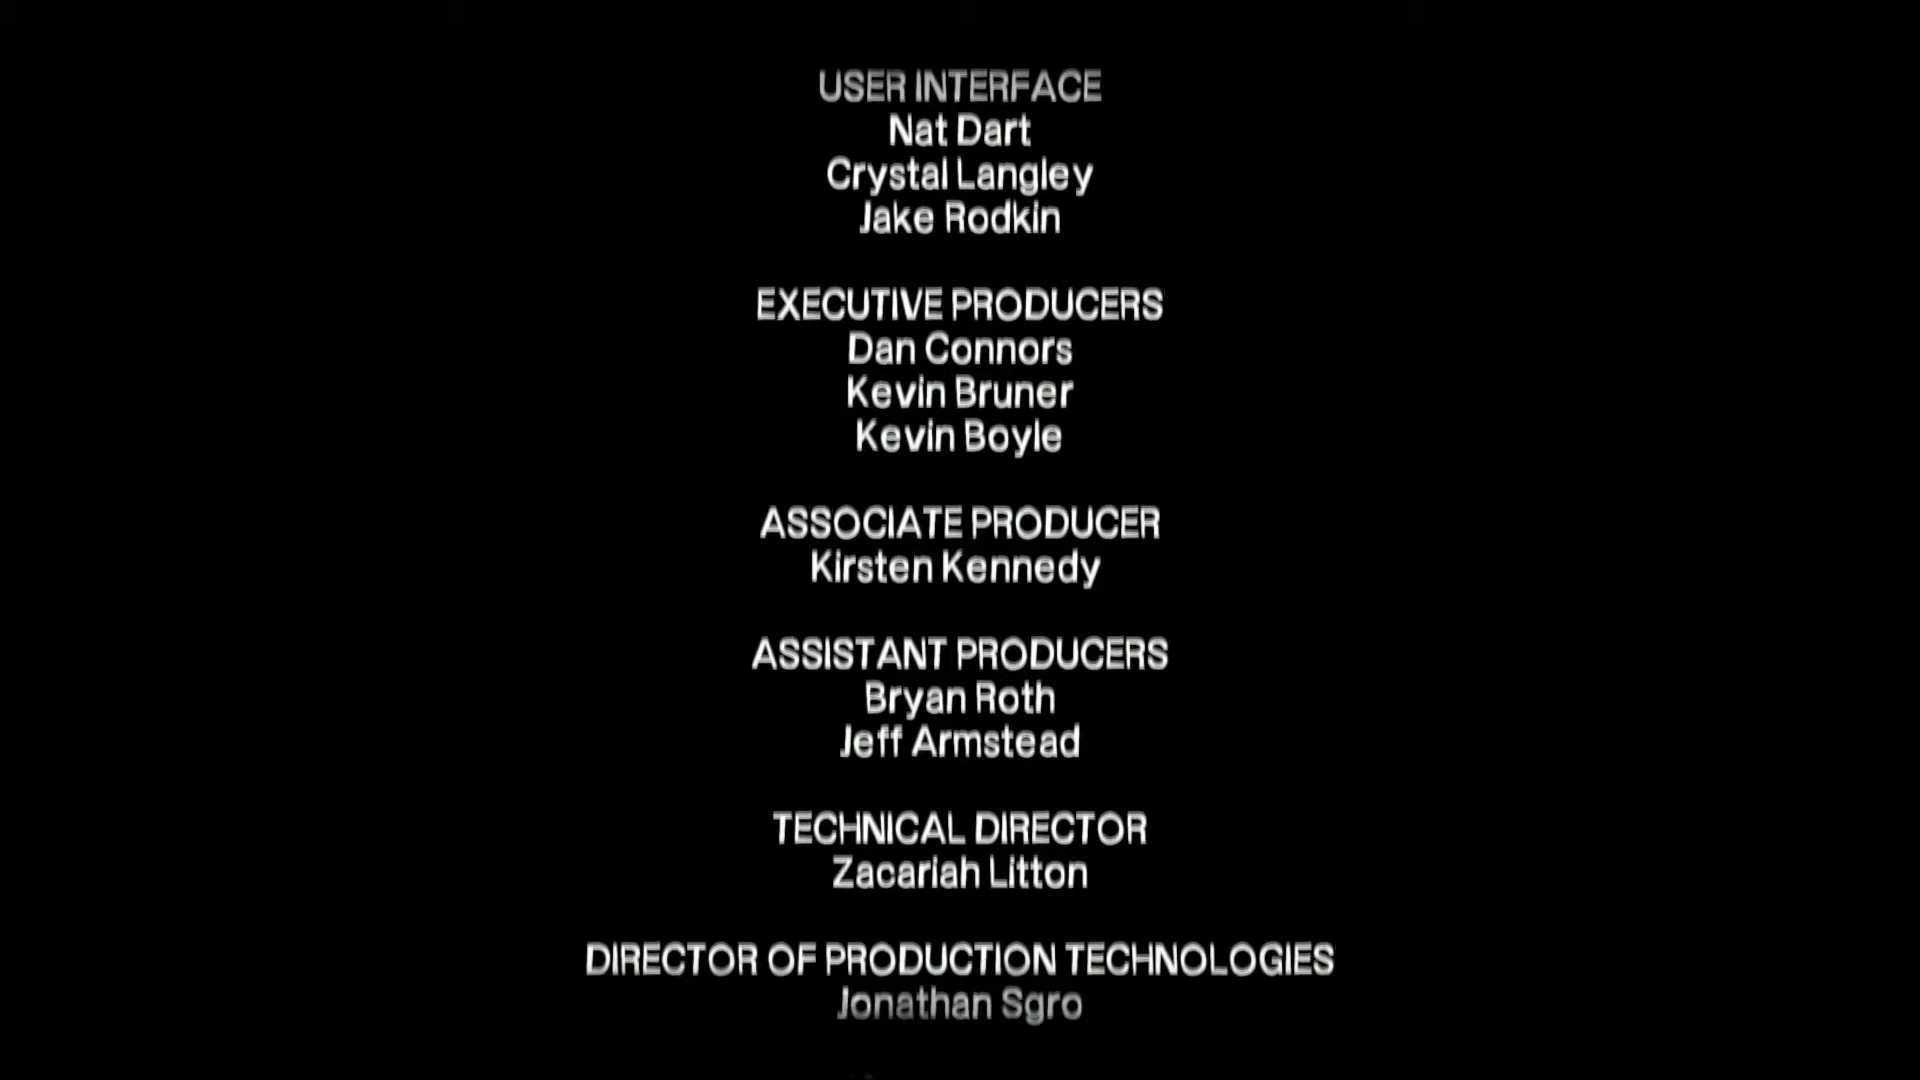 USER INTERFACE
Nat Dart
Crystal Langley
Jake Rodkin
EXECUTIVE PRODUCERS
Dan Connors
Kevin Bruner
Kevin Boyle
ASSOCIATE PRODUCER
Kirsten Kennedy
ASSISTANT PRODUCERS
Bryan Roth
Jeff Armstead
TECHNICAL DIRECTOR
Zacariah Litton
DIRECTOR OF PRODUCTION TECHNOLOGIES
Jonathan Sgro